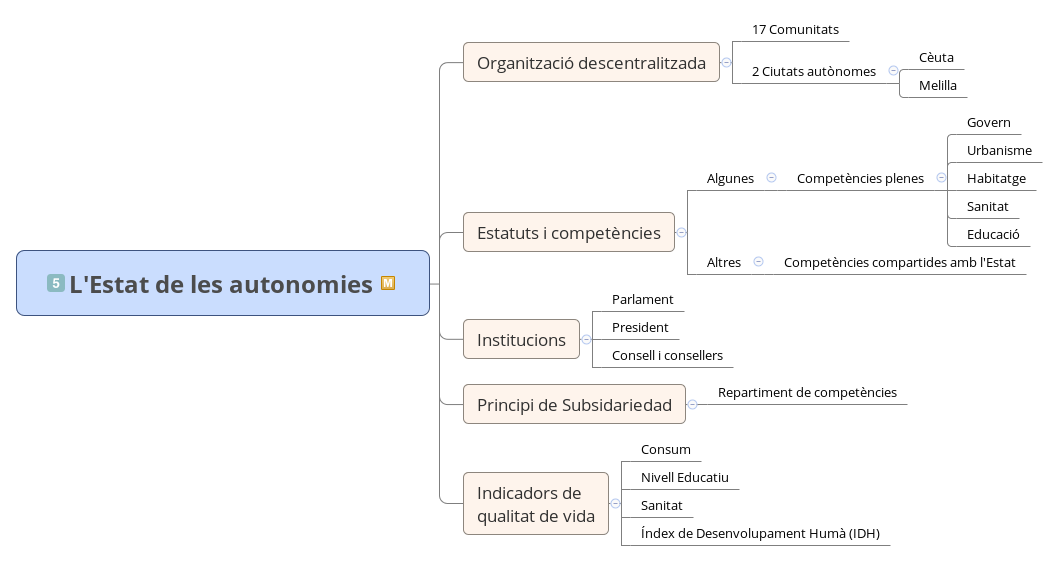 5 L'Estat de les autonomies M
Organització descentralitzada
17 Comunitats
2 Ciutats autònomes
Cèuta
Melilla
Estatuts i competències
Algunes
Competències plenes
Govern
Urbanisme
Habitatge
Sanitat
Educació
Altres
Competències compartides amb l'Estat
Institucions
Parlament
President
Consell i consellers
Principi de Subsidariedad
Repartiment de competències
Indicadors de
qualitat de vida
Consum
Nivell Educatiu
Sanitat
Índex de Desenvolupament Humà (IDH)